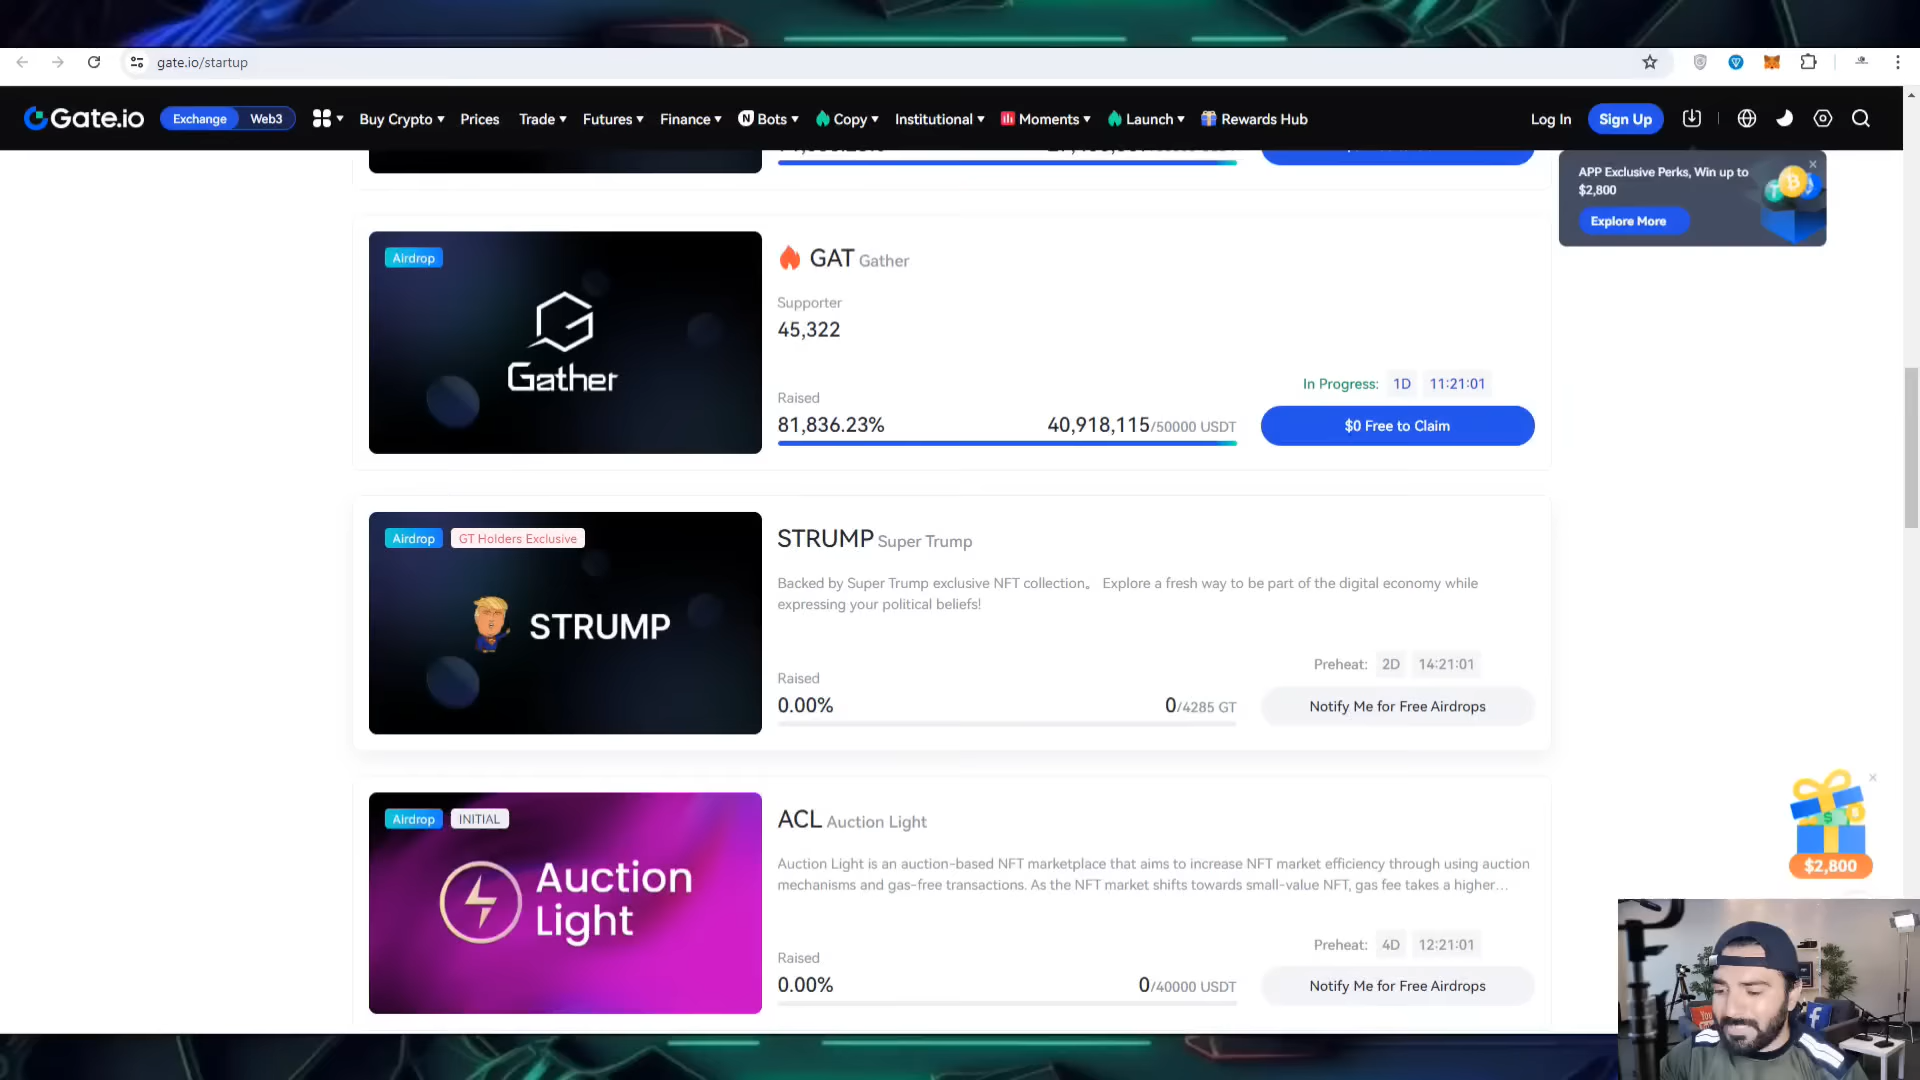 gate.io/startup
Gate.io Exchange Web3 Buy Crypto Prices Trade Futures Finance Bots Copy Institutional Moments Launch Rewards Hub Log In Sign Up
APP Exclusive Perks, Win up to
$2,800
Explore More
Airdrop
Gather
GAT Gather
Supporter
45,322
In Progress: 1D 11:21:01
Raised
81,836.23% 40,918,115/50000 USDT
$0 Free to Claim
Airdrop GT Holders Exclusive
STRUMP
STRUMP Super Trump
Backed by Super Trump exclusive NFT collection。 Explore a fresh way to be part of the digital economy while
expressing your political beliefs!
Preheat: 2D 14:21:01
Raised
0.00% 0/4285 GT
Notify Me for Free Airdrops
Airdrop INITIAL
Auction
Light
ACL Auction Light
Auction Light is an auction-based NFT marketplace that aims to increase NFT market efficiency through using auction
mechanisms and gas-free transactions. As the NFT market shifts towards small-value NFT, gas fee takes a higher...
Preheat: 4D 12:21:01
Raised
0.00% 0/40000 USDT
Notify Me for Free Airdrops
$2,800